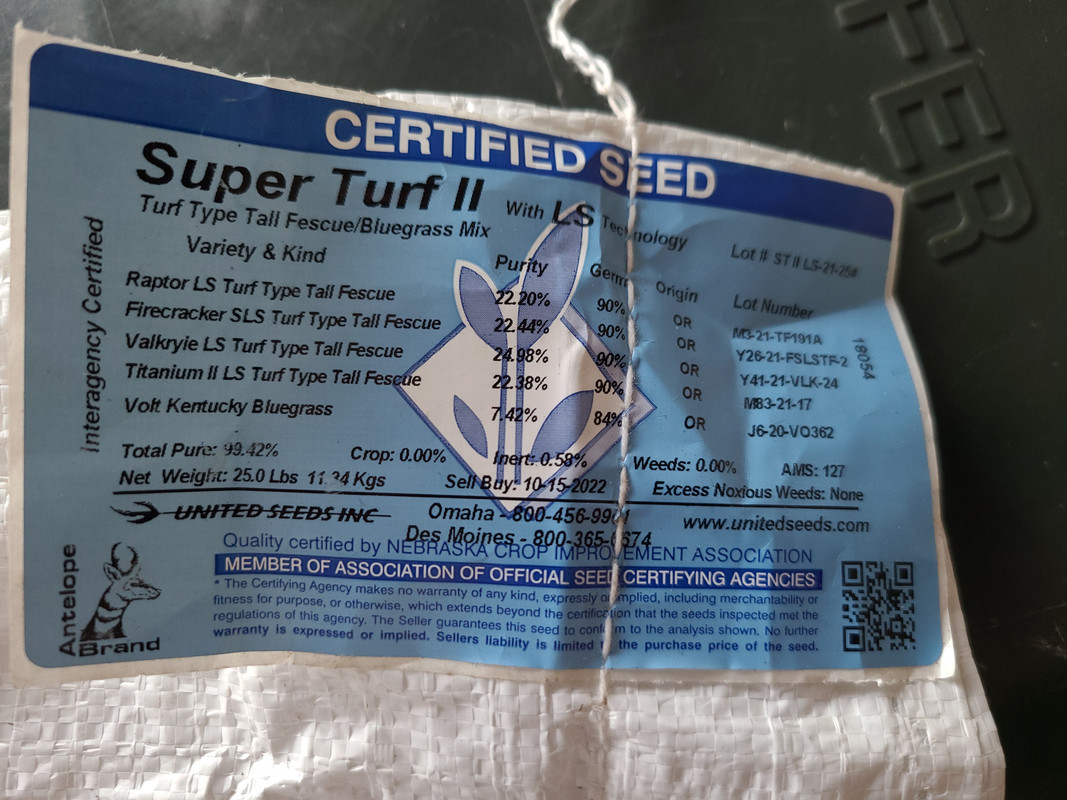 FER
CERTIFIED SEED
Super Turf II With LS Technology Lot # ST II LS-21-25#
Turf Type Tall Fescue/Bluegrass Mix
Variety & Kind Purity Germ Origin Lot Number
Raptor LS Turf Type Tall Fescue 22.20% 90% OR M3-21-TF191A
Firecracker SLS Turf Type Tall Fescue 22.44% 90% OR Y26-21-FSLSTF-2
Valkryie LS Turf Type Tall Fescue 24.98% 90% OR Y41-21-VLK-24
Titanium II LS Turf Type Tall Fescue 22.38% 90% OR M83-21-17
Volt Kentucky Bluegrass 7.42% 84% OR J6-20-VO362
18054
Interagency Certified
Total Pure: 99.42% Crop: 0.00% Inert: 0.58% Weeds: 0.00% AMS: 127
Net Weight: 25.0 Lbs 11.34 Kgs Sell Buy: 10-15-2022 Excess Noxious Weeds: None
UNITED SEEDS INC Omaha - 800-456- www.unitedseeds.com
Des Moines - 800-365-
Quality certified by NEBRASKA CROP IMPROVEMENT ASSOCIATION
MEMBER OF ASSOCIATION OF OFFICIAL SEED CERTIFYING AGENCIES
* The Certifying Agency makes no warranty of any kind, expressly or implied, including merchantability or
fitness for purpose, or otherwise, which extends beyond the certification that the seeds inspected met the
regulations of this agency. The Seller guarantees this seed to conform to the analysis shown. No further
warranty is expressed or implied. Sellers liability is limited the purchase price of the seed.
Antelope
Brand